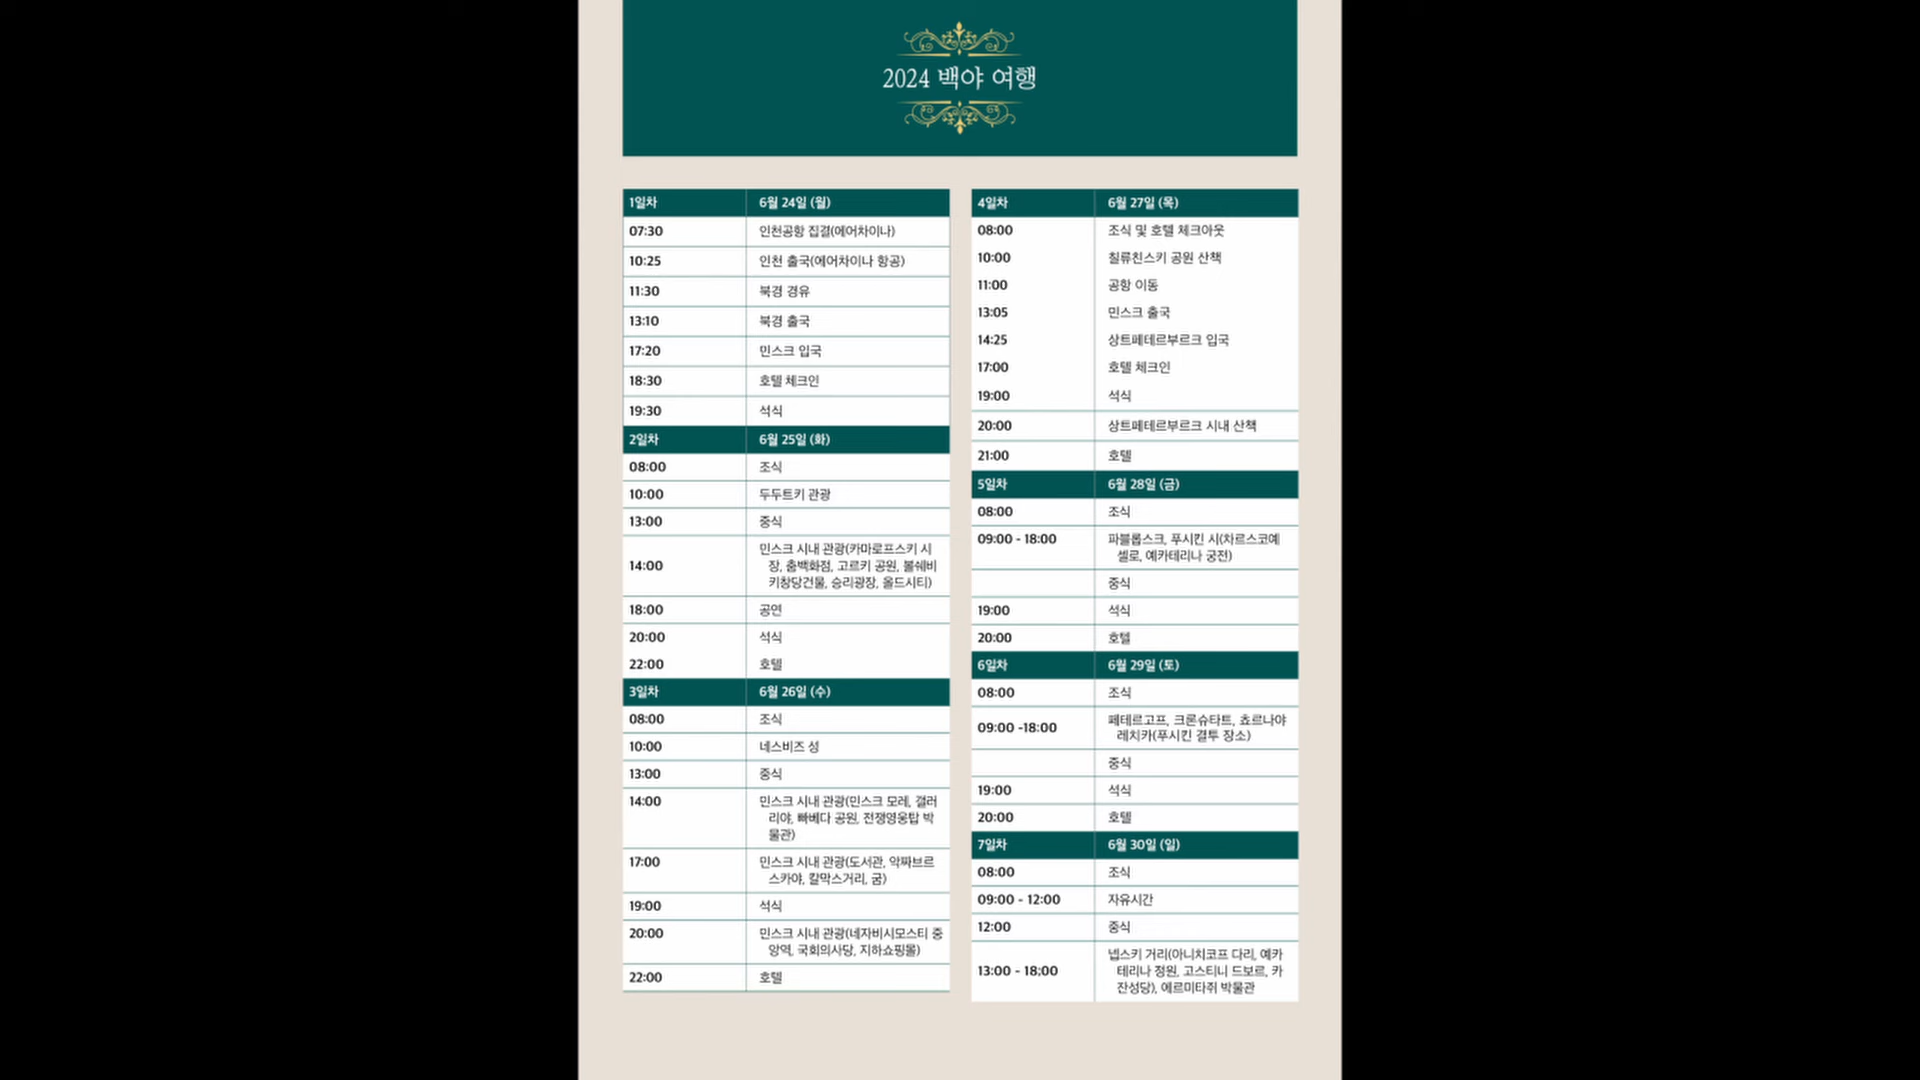 2024 백야 여행
1일차 6월 24일 (월)
07:30 인천공항 집결(에어차이나)
10:25 인천 출국(에어차이나 항공)
11:30 북경 경유
13:10 북경 출국
17:20 민스크 입국
18:30 호텔 체크인
19:30 석식
2일차 6월 25일 (화)
08:00 조식
10:00 두두트키 관광
13:00 중식
14:00 민스크 시내 관광(카마로프스키 시
장, 춤백화점, 고르키 공원, 볼쉐비
키창당건물, 승리광장, 올드시티)
18:00 공연
20:00 석식
22:00 호텔
3일차 6월 26일 (수)
08:00 조식
10:00 네스비즈 성
13:00 중식
14:00 민스크 시내 관광(민스크 모레, 갤러
리아, 빠베다 공원, 전쟁영웅탑 박
물관)
17:00 민스크 시내 관광(도서관, 악짜브르
스카야, 칼막스거리, 굼)
19:00 석식
20:00 민스크 시내 관광(네자비시모스티 중
앙역, 국회의사당, 지하쇼핑몰)
22:00 호텔
4일차 6월 27일 (목)
08:00 조식 및 호텔 체크아웃
10:00 칠류친스키 공원 산책
11:00 공항 이동
13:05 민스크 출국
14:25 상트페테르부르크 입국
17:00 호텔 체크인
19:00 석식
20:00 상트페테르부르크 시내 산책
21:00 호텔
5일차 6월 28일 (금)
08:00 조식
09:00 - 18:00 파블롭스크, 푸시킨 시(차르스코예
셀로, 예카테리나 궁전)
중식
19:00 석식
20:00 호텔
6일차 6월 29일 (토)
08:00 조식
09:00 -18:00 페테르고프, 크론슈타트, 쵸르나야
레치카(푸시킨 결투 장소)
중식
19:00 석식
20:00 호텔
7일차 6월 30일 (일)
08:00 조식
09:00 - 12:00 자유시간
12:00 중식
13:00 - 18;00 넵스키 거리(아니치코프 다리, 예카
테리나 정원, 고스티니 드보르, 카
잔성당), 에르미타쥐 박물관